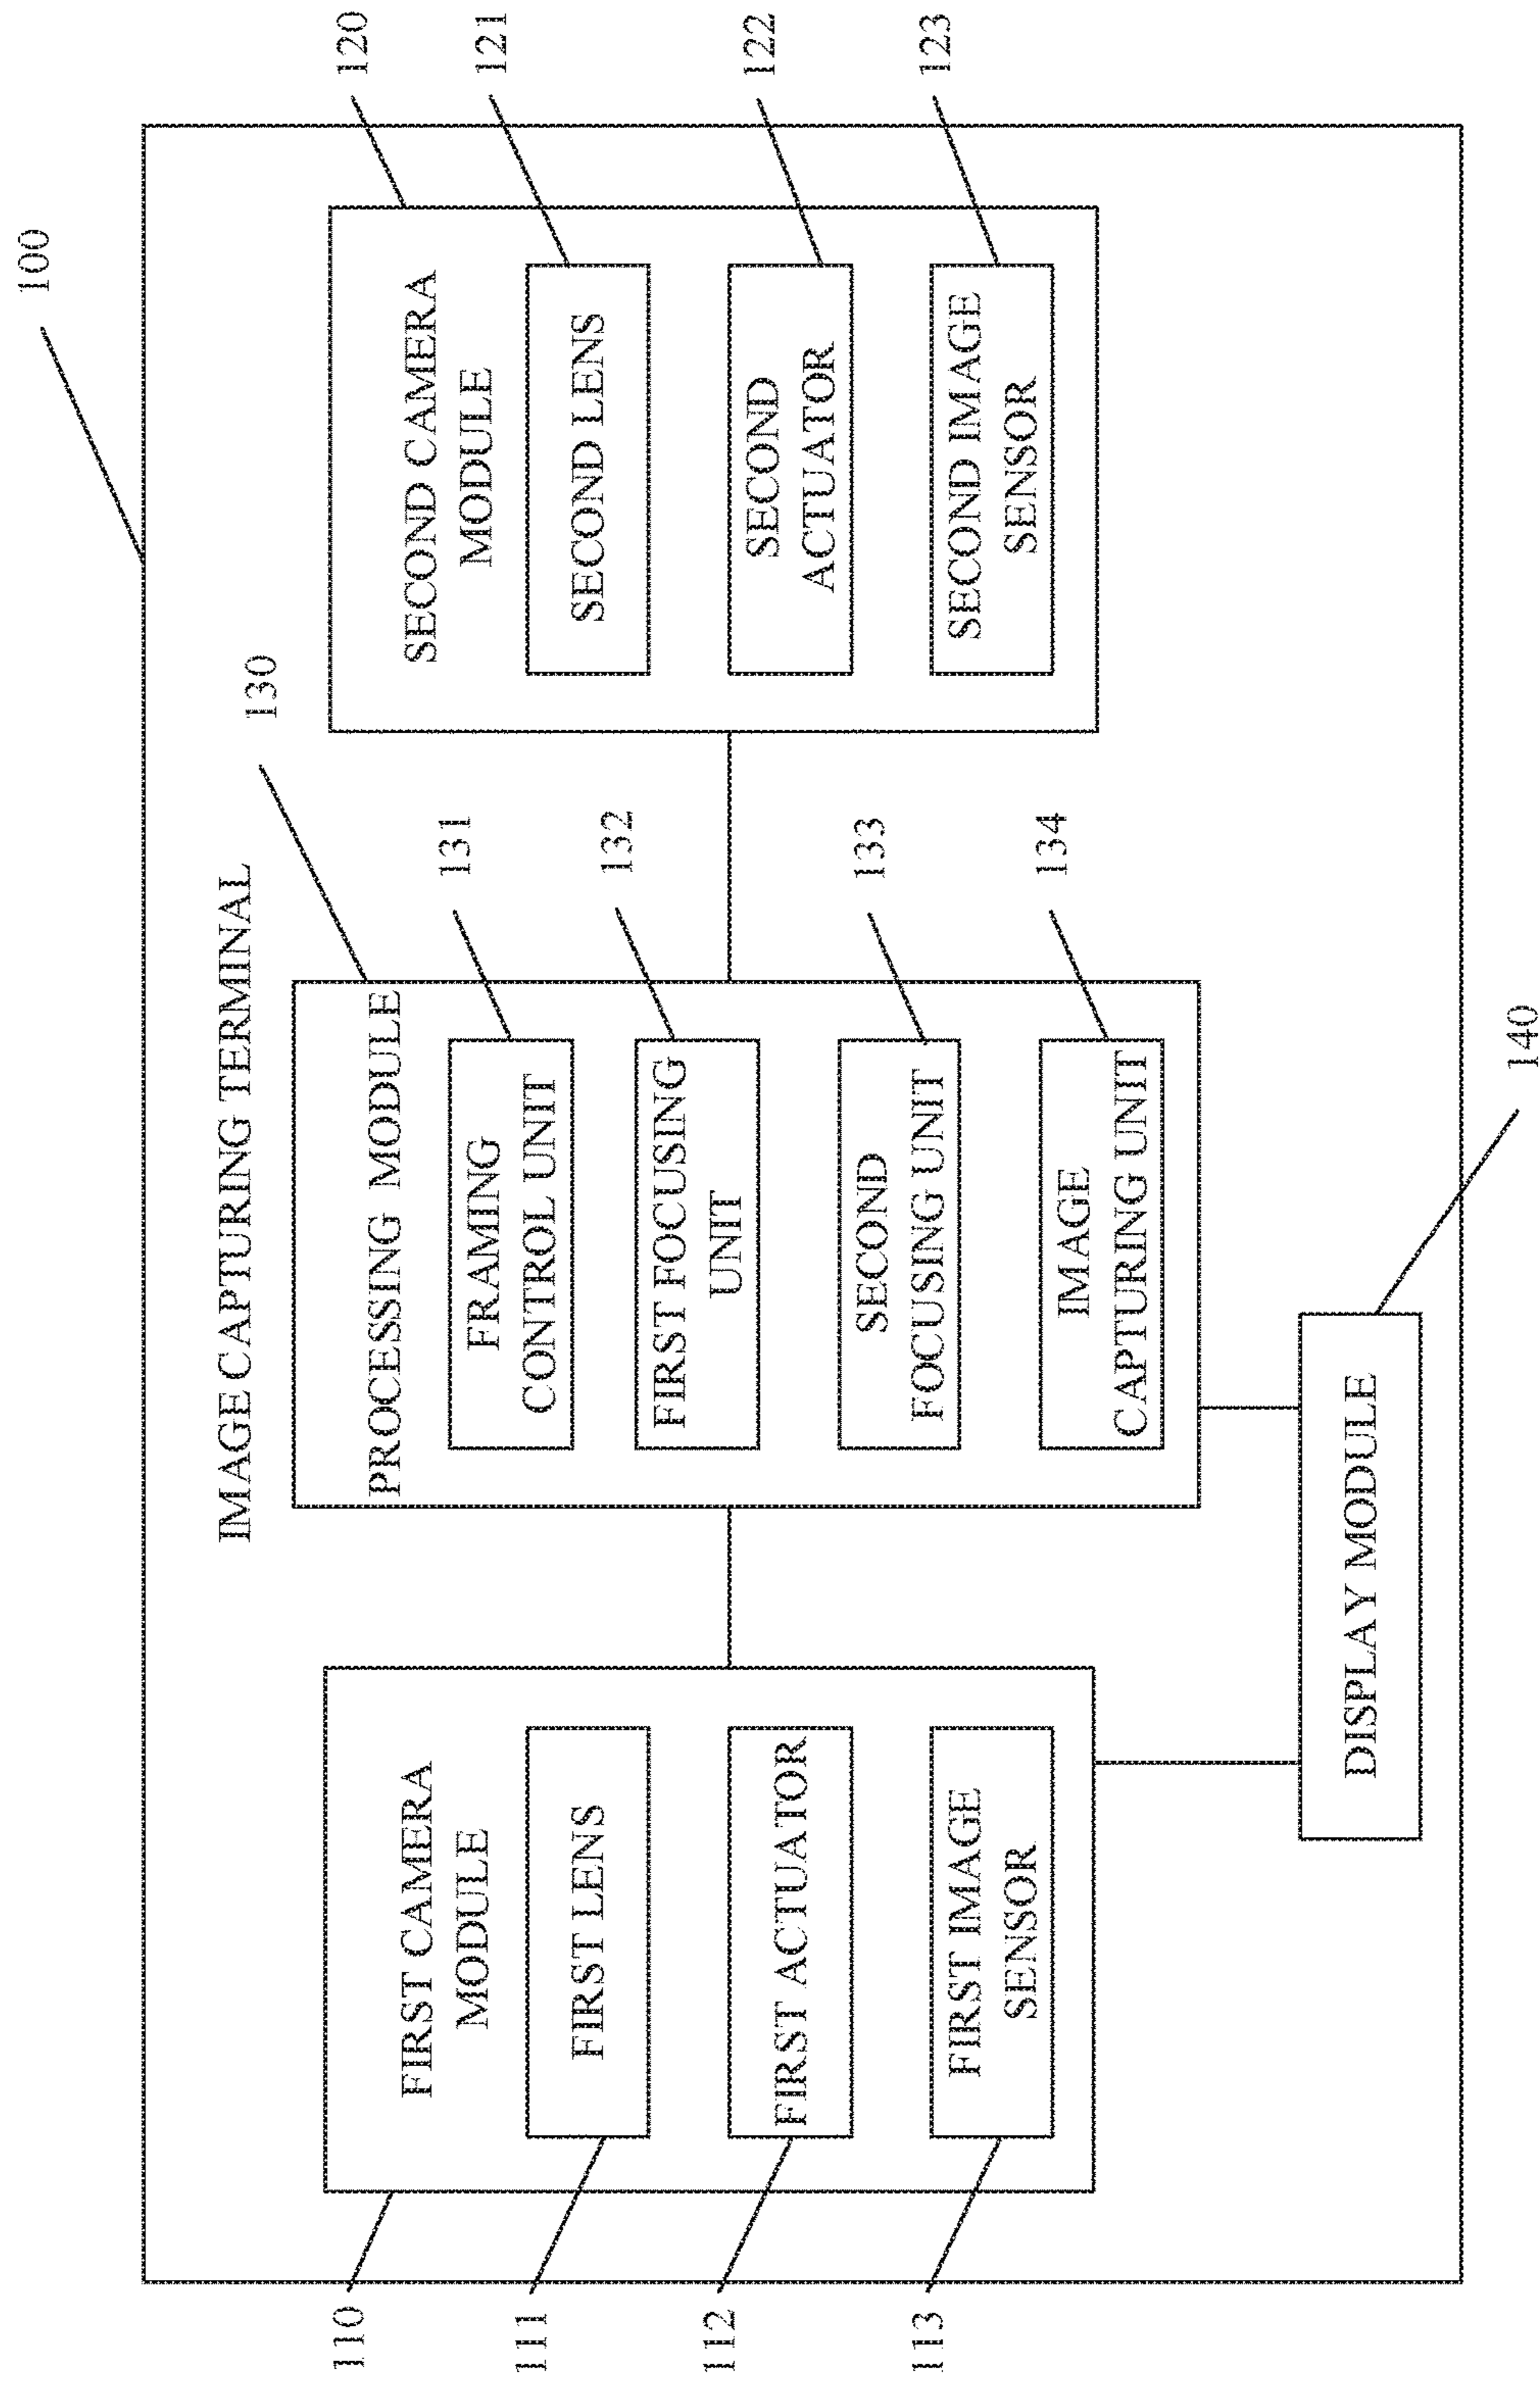 100
IMAGE CAPTURING TERMINAL
110
FIRST CAMERA
MODULE
111
FIRST LENS
112
FIRST ACTUATOR
113
FIRST IMAGE
SENSOR
130
PROCESSING MODULE
131
FRAMING
CONTROL UNIT
132
FIRST FOCUSING
UNIT
133
SECOND
FOCUSING UNIT
134
IMAGE
CAPTURING UNIT
120
SECOND CAMERA
MODULE
121
SECOND LENS
122
SECOND
ACTUATOR
123
SECOND IMAGE
SENSOR
DISPLAY MODULE
140